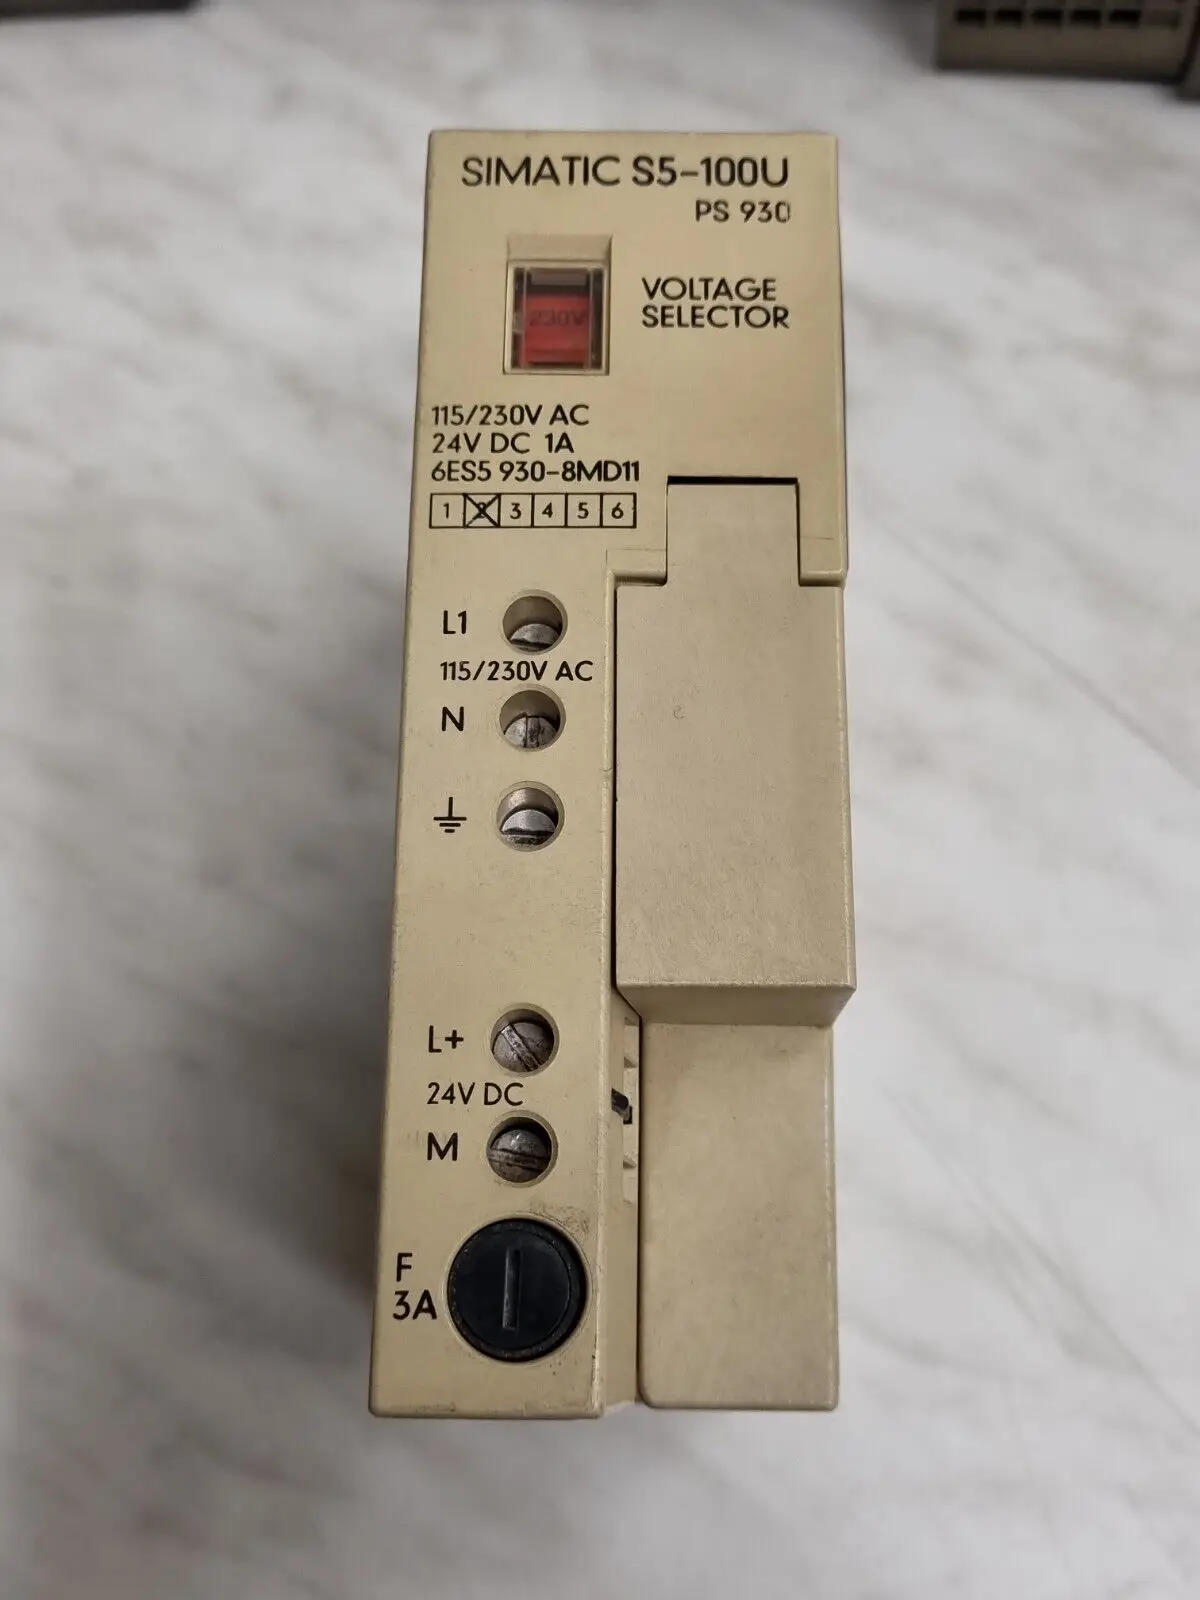 SIMATIC S5-100U
PS 930
230V
VOLTAGE
SELECTOR
115/230V AC
24V DC 1A
6ES5 930-8MD11
1 2 3 4 5 6
L1
115/230V AC
N
L+
24V DC
M
F
3A